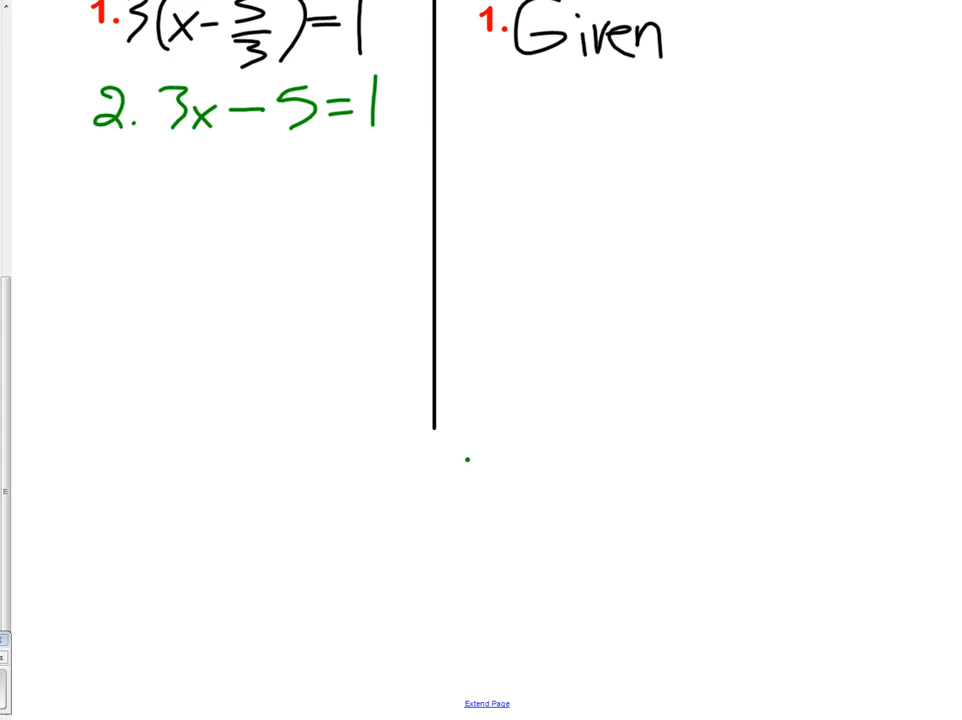 1. 3(x - 5/3) = 1
1. Given
2. 3x - 5 = 1
Extend Page